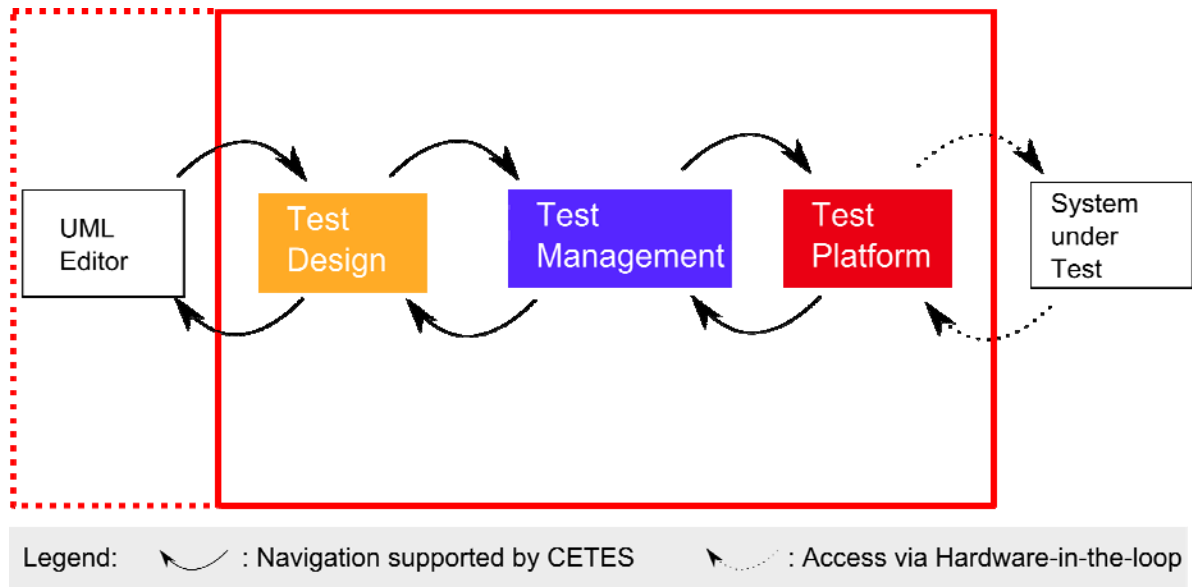 UML
Editor
Test
Design
Test
Management
Test
Platform
System
under
Test
Legend:
: Navigation supported by CETES
: Access via Hardware-in-the-loop